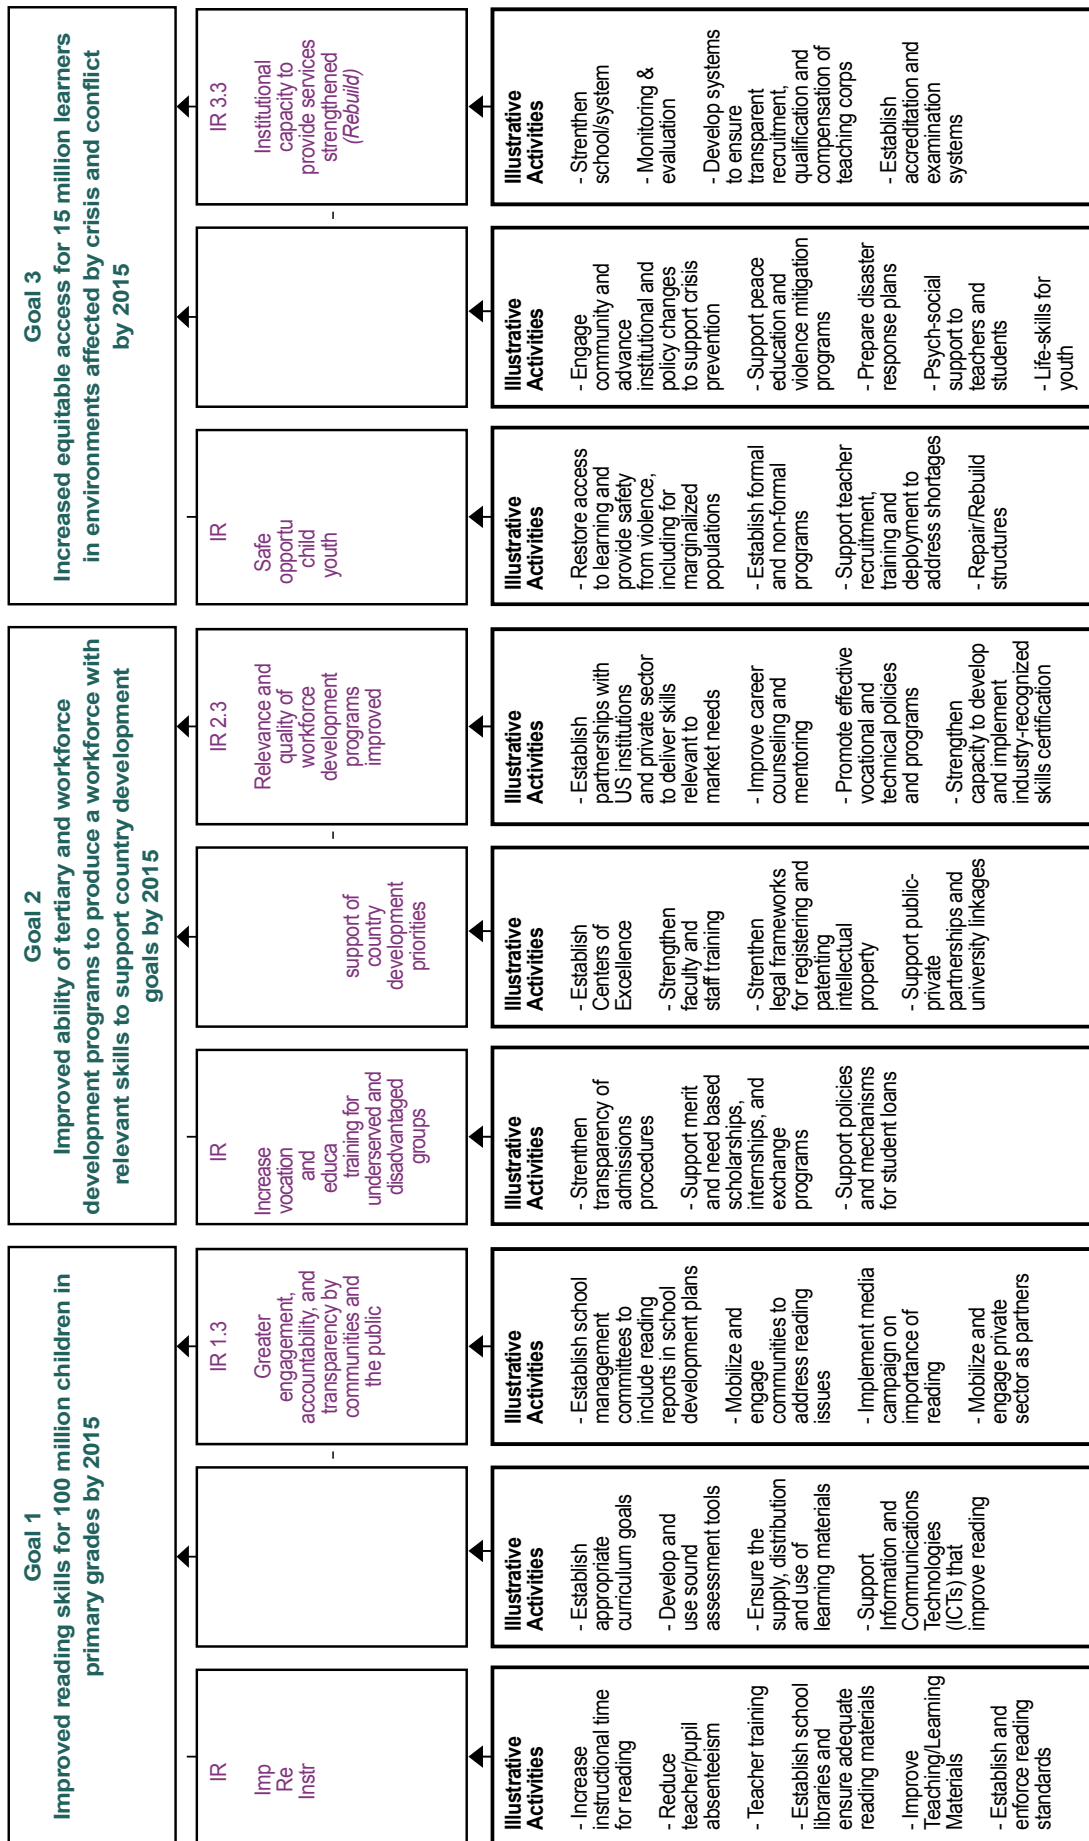 Goal 1
Improved reading skills for 100 million children in
primary grades by 2015
IR
Imp
Re
Instr
IR 1.3
Greater
engagement,
accountability, and
transparency by
communities and
the public
-
Illustrative
Activities
- Increase
instructional time
for reading
- Reduce
teacher/pupil
absenteeism
- Teacher training
- Establish school
libraries and
ensure adequate
reading materials
- Improve
Teaching/Learning
Materials
- Establish and
enforce reading
standards
Illustrative
Activities
- Establish
appropriate
curriculum goals
- Develop and
use sound
assessment tools
- Ensure the
supply, distribution
and use of
learning materials
- Support
Information and
Communications
Technologies
(ICTs) that
improve reading
Illustrative
Activities
- Establish school
management
committees to
include reading
reports in school
development plans
- Mobilize and
engage
communities to
address reading
issues
- Implement media
campaign on
importance of
reading
- Mobilize and
engage private
sector as partners
Goal 2
Improved ability of tertiary and workforce
development programs to produce a workforce with
relevant skills to support country development
goals by 2015
IR
Increase
vocation
and
educa
training for
underserved and
disadvantaged
groups
support of
country
development
priorities
-
IR 2.3
Relevance and
quality of
workforce
development
programs
improved
Illustrative
Activities
- Strenthen
transparency of
admissions
procedures
- Support merit
and need based
scholarships,
internships, and
exchange
programs
- Support policies
and mechanisms
for student loans
Illustrative
Activities
- Establish
Centers of
Excellence
- Strengthen
faculty and
staff training
- Strenthen
legal frameworks
for registering and
patenting
intellectual
property
- Support public-
private
partnerships and
university linkages
Illustrative
Activities
- Establish
partnerships with
US institutions
and private sector
to deliver skills
relevant to
market needs
- Improve career
counseling and
mentoring
- Promote effective
vocational and
technical policies
and programs
- Strengthen
capacity to develop
and implement
industry-recognized
skills certification
Goal 3
Increased equitable access for 15 million learners
in environments affected by crisis and conflict
by 2015
IR
Safe
opportu
child
youth
-
IR 3.3
Institutional
capacity to
provide services
strengthened
(Rebuild)
Illustrative
Activities
- Restore access
to learning and
provide safety
from violence,
including for
marginalized
populations
- Establish formal
and non-formal
programs
- Support teacher
recruitment,
training and
deployment to
address shortages
- Repair/Rebuild
structures
Illustrative
Activities
- Engage
community and
advance
institutional and
policy changes
to support crisis
prevention
- Support peace
education and
violence mitigation
programs
- Prepare disaster
response plans
- Psych-social
support to
teachers and
students
- Life-skills for
youth
Illustrative
Activities
- Strenthen
school/system
- Monitoring &
evaluation
- Develop systems
to ensure
transparent
recruitment,
qualification and
compensation of
teaching corps
- Establish
accreditation and
examination
systems